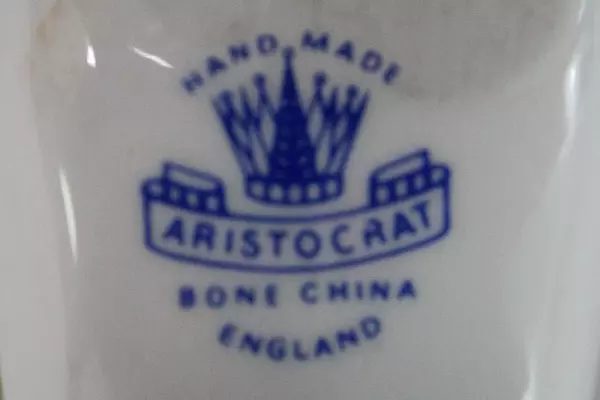 HAND MADE
ARISTOCRAT
BONE CHINA
ENGLAND